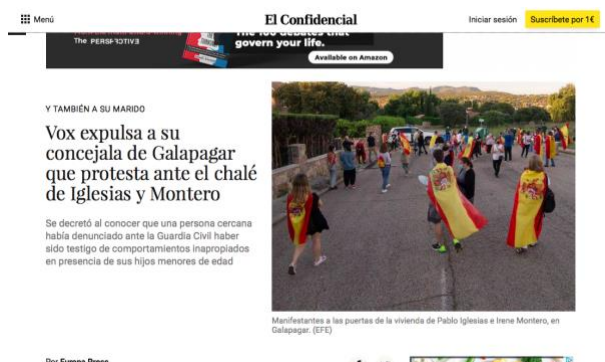 Menú
El Confidencial
Iniciar sesión
Suscríbete por 1€
The
The 100 debates that
govern your life.
Available on Amazon
Y TAMBIÉN A SU MARIDO
Vox expulsa a su
concejala de Galapagar
que protesta ante el chalé
de Iglesias y Montero
Se decretó al conocer que una persona cercana
había denunciado ante la Guardia Civil haber
sido testigo de comportamientos inapropiados
en presencia de sus hijos menores de edad
Manifestantes a las puertas de la vivienda de Pablo Iglesias e Irene Montero, en
Galapagar. (EFE)
Por Europa Press